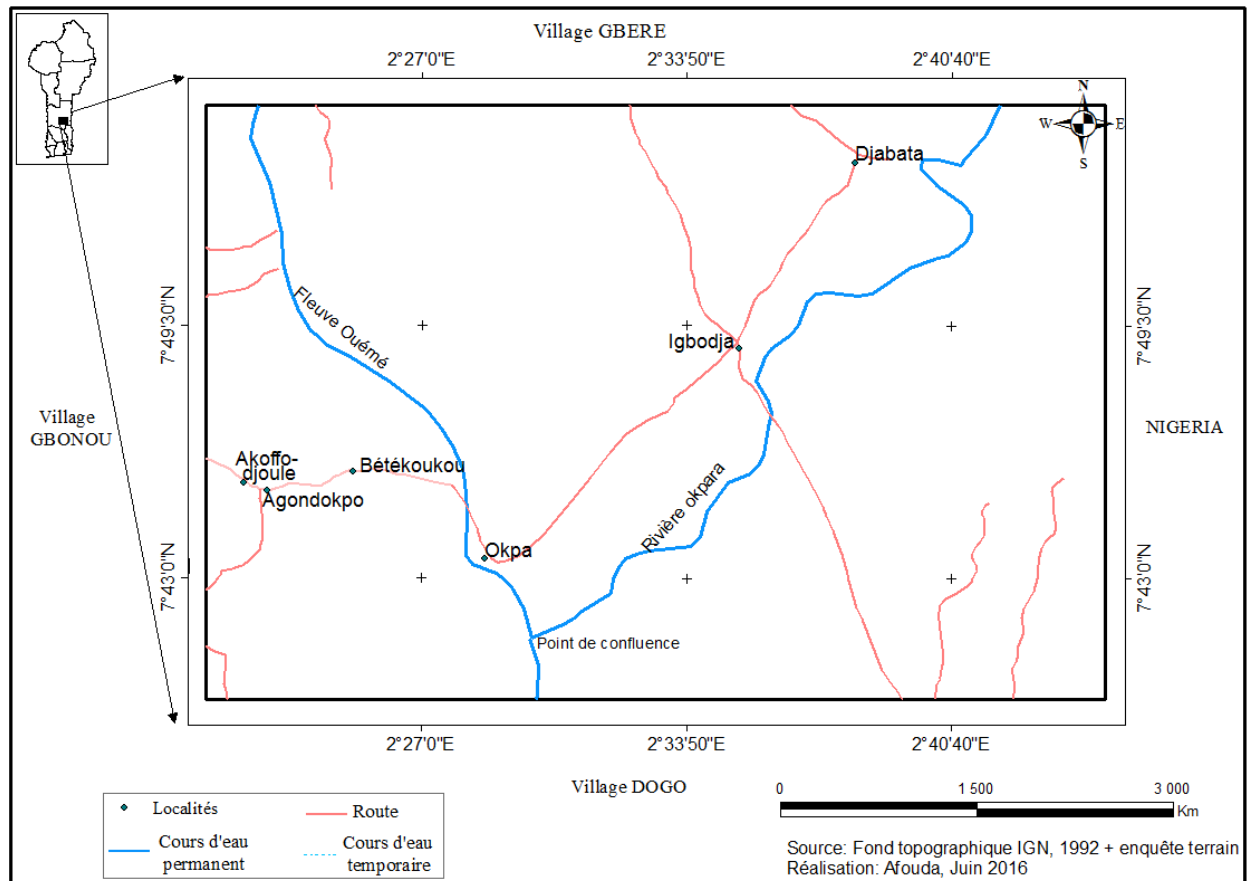 Village GBERE
2°27'0"E 2°33'50"E 2°40'40"E
N
W E
S
Djabata
Fleuve Ouémé
7°49'30"N 7°49'30"N
Igbodja
Village
GBONOU
NIGERIA
Akoffo-
djoule
Bétékoukou
Agondokpo
Rivière okpara
Okpa
7°43'0"N 7°43'0"N
Point de confluence
2°27'0"E 2°33'50"E 2°40'40"E
Village DOGO
0 1 500 3 000
Km
Localités Route
Cours d'eau
permanent
Cours d'eau
temporaire
Source: Fond topographique IGN, 1992 + enquête terrain
Réalisation: Afouda, Juin 2016